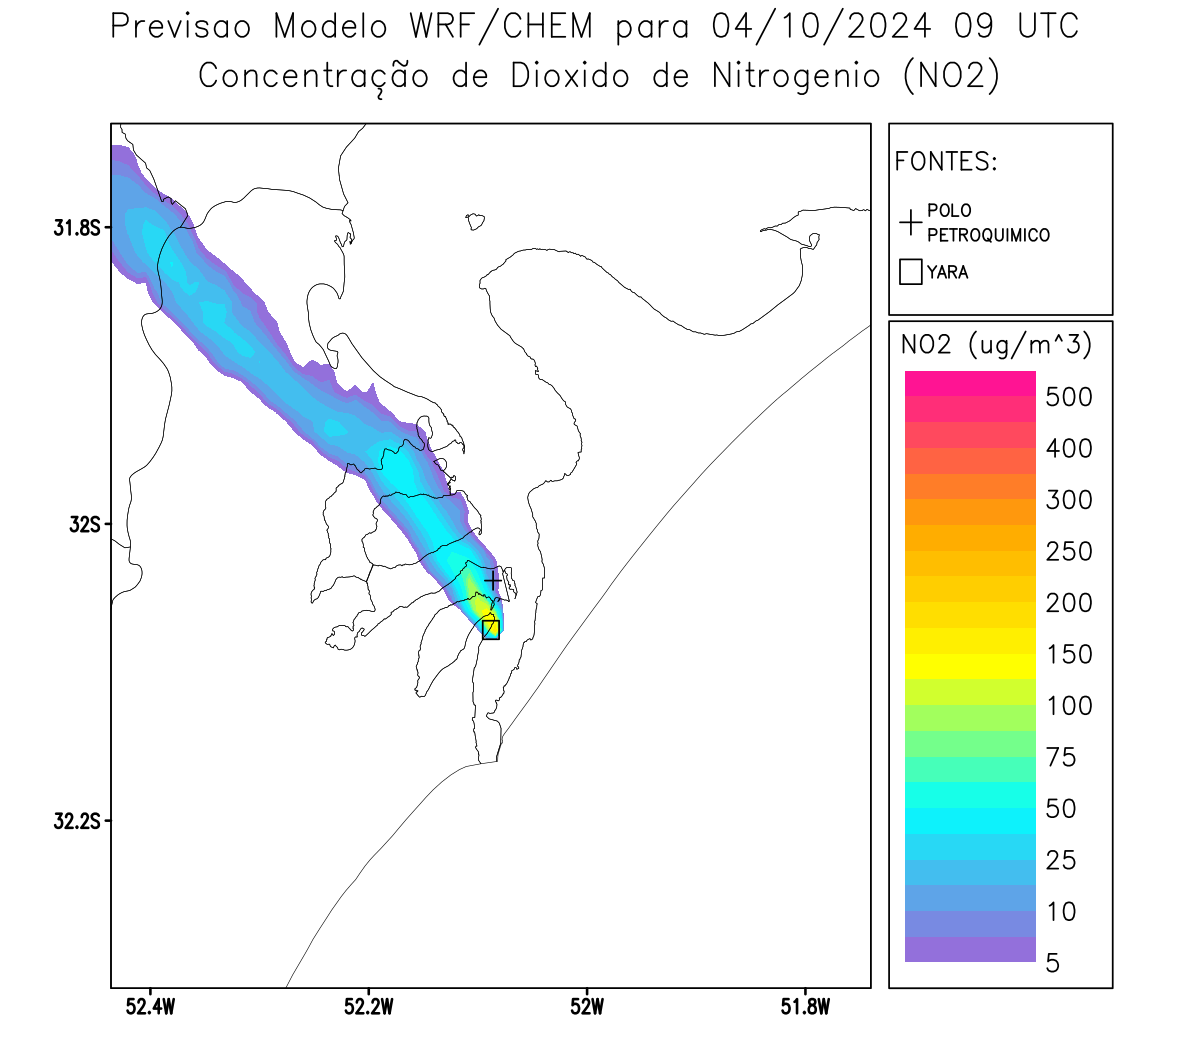 Previsao Modelo WRF/CHEM para 04/10/2024 09 UTC
Concentração de Dioxido de Nitrogenio (NO2)
FONTES:
POLO
PETROQUIMICO
YARA
NO2 (ug/m^3)
500
400
300
250
200
150
100
75
50
25
10
5
31.8S
32S
32.2S
52.4W
52.2W
52W
51.8W